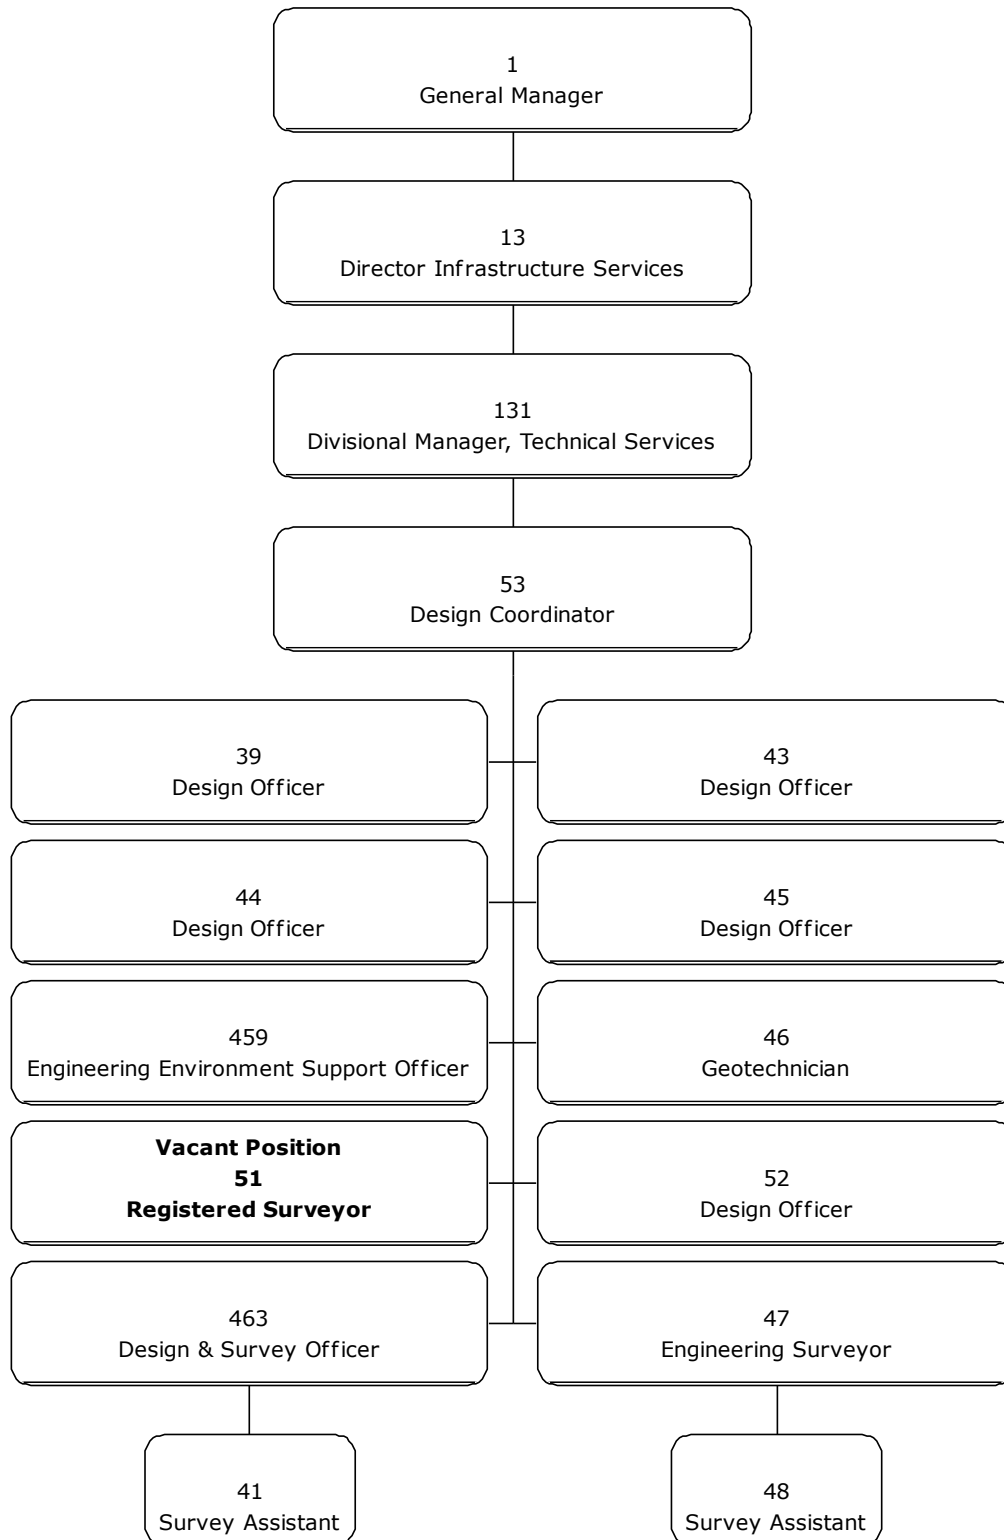 1
General Manager
13
Director Infrastructure Services
131
Divisional Manager, Technical Services
53
Design Coordinator
39
Design Officer
43
Design Officer
44
Design Officer
45
Design Officer
459
Engineering Environment Support Officer
46
Geotechnician
Vacant Position
51
Registered Surveyor
52
Design Officer
463
Design & Survey Officer
47
Engineering Surveyor
41
Survey Assistant
48
Survey Assistant